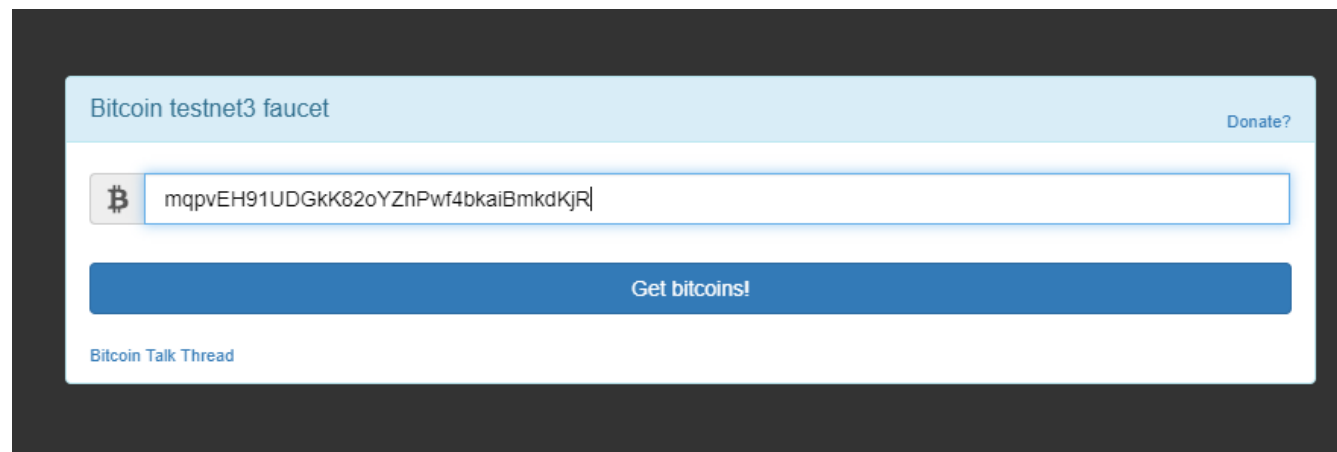 Bitcoin testnet3 faucet
Donate?
mqpvEH91UDGkK82oYZhPwf4bkaiBmkdKjR
Get bitcoins!
Bitcoin Talk Thread